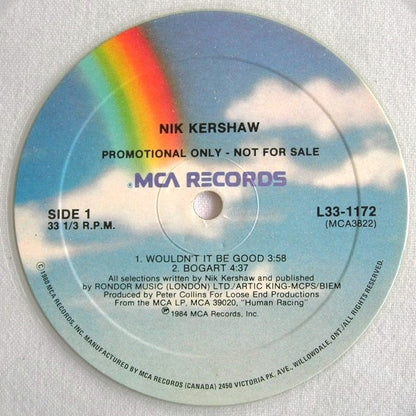 NIK KERSHAW
PROMOTIONAL ONLY - NOT FOR SALE
MCA RECORDS
SIDE 1
33 1/3 R.P.M.
L33-1172
(MCA3822)
1. WOULDN'T IT BE GOOD 3:58
2. BOGART 4:37
All selections written by Nik Kershaw and published
by RONDOR MUSIC (LONDON) LTD./ARTIC KING-MCPS/BIEM
Produced by Peter Collins For Loose End Productions
From the MCA LP, MCA 39020, "Human Racing"
℗1984 MCA Records, Inc.
©1980 MCA RECORDS, INC. MANUFACTURED BY MCA RECORDS (CANADA) 2450 VICTORIA PK. AVE., WILLOWDALE, ONT./ALL RIGHTS RESERVED